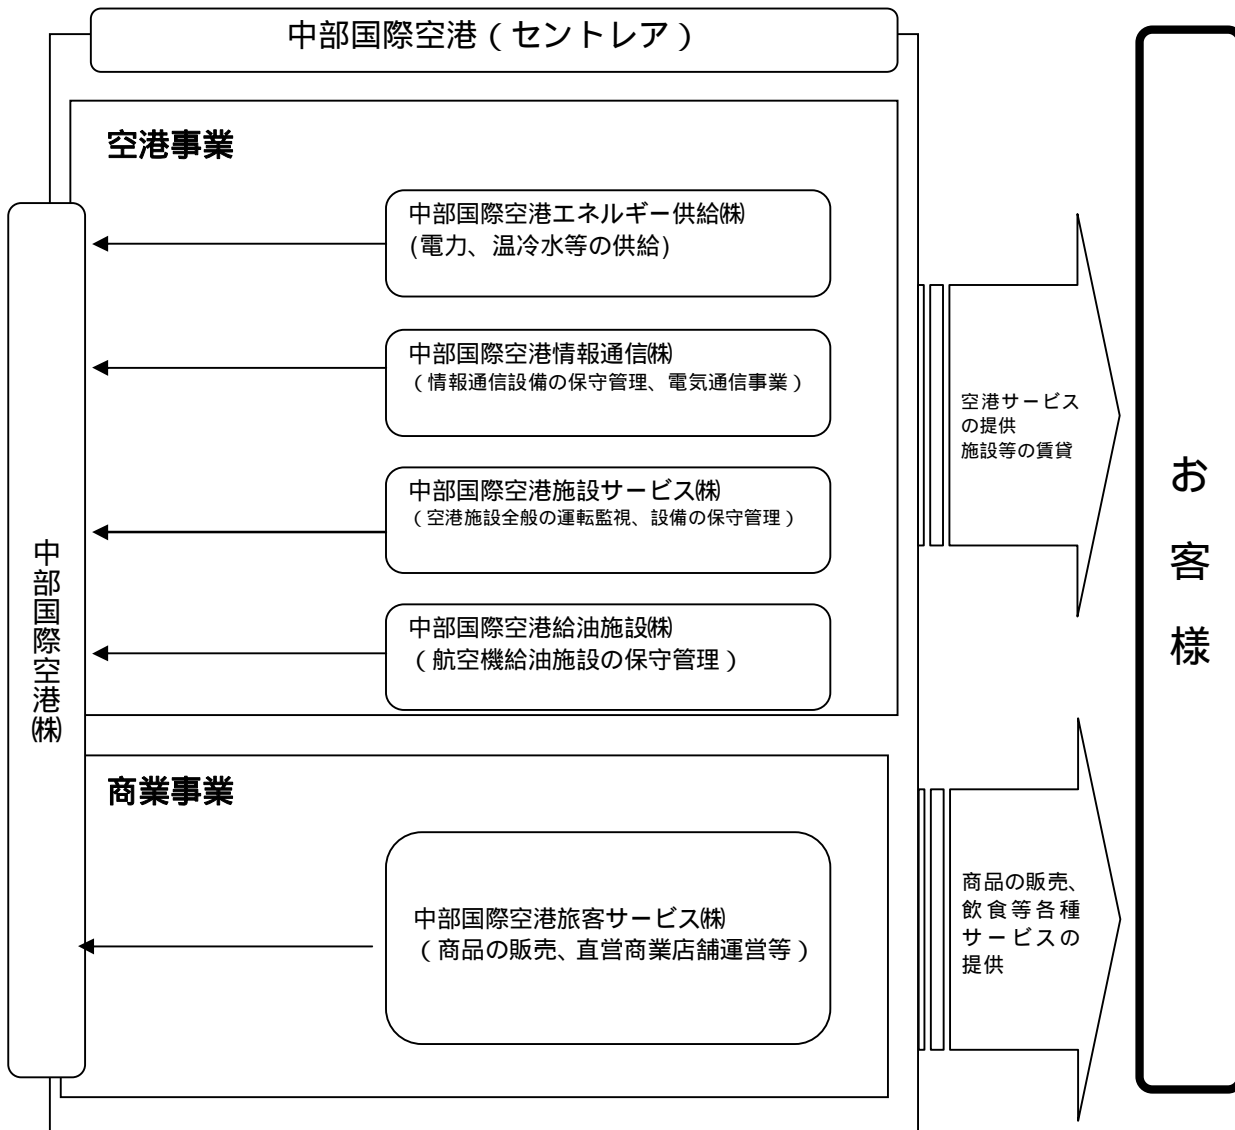 中部国際空港（セントレア）
空港事業
中部国際空港エネルギー供給㈱
(電力、温冷水等の供給)
中部国際空港情報通信㈱
（情報通信設備の保守管理、電気通信事業）
中部国際空港施設サービス㈱
（空港施設全般の運転監視、設備の保守管理）
中部国際空港給油施設㈱
（航空機給油施設の保守管理）
中部国際空港㈱
商業事業
中部国際空港旅客サービス㈱
（商品の販売、直営商業店舗運営等）
空港サービス
の提供
施設等の賃貸
商品の販売、
飲食等各種
サービスの
提供
お客様